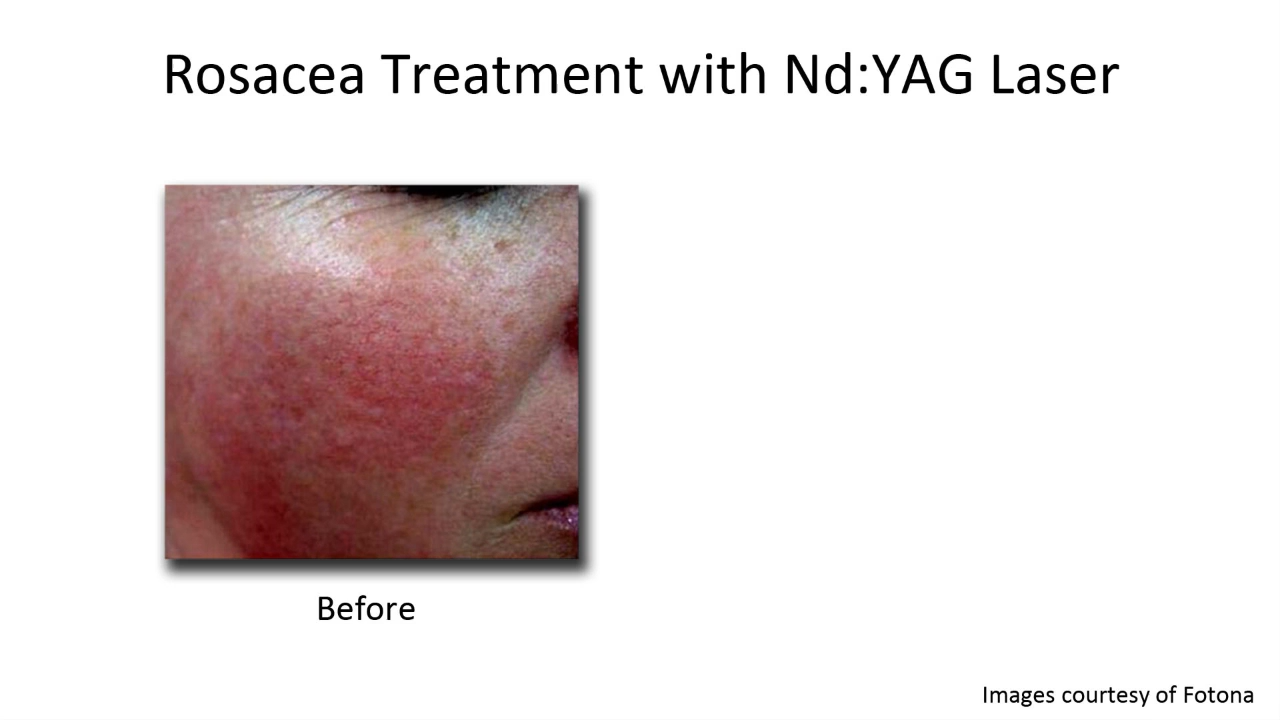 Rosacea Treatment with Nd:YAG Laser
Before
Images courtesy of Fotona